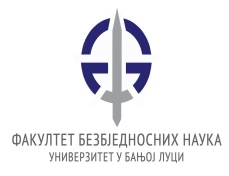 ФАКУЛТЕТ БЕЗБЈЕДНОСНИХ НАУКА
УНИВЕРЗИТЕТ У БАЊОЈ ЛУЦИ